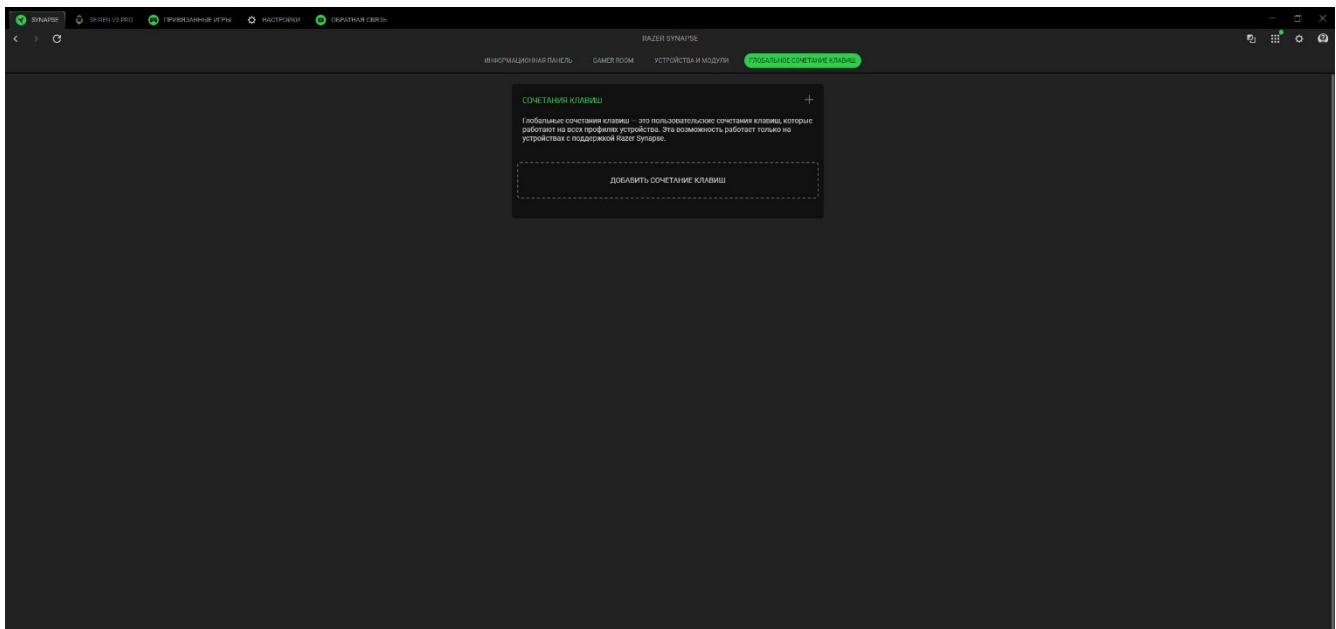 SYNAPSE
SEIREN V3 PRO
ПРИВЯЗАННЫЕ ИГРЫ
НАСТРОЙКИ
ОБРАТНАЯ СВЯЗЬ
RAZER SYNAPSE
ИНФОРМАЦИОННАЯ ПАНЕЛЬ
GAMER ROOM
УСТРОЙСТВА И МОДУЛИ
ГЛОБАЛЬНОЕ СОЧЕТАНИЕ КЛАВИШ
СОЧЕТАНИЯ КЛАВИШ
Глобальные сочетания клавиш – это пользовательские сочетания клавиш, которые
работают на всех профилях устройства. Эта возможность работает только на
устройствах с поддержкой Razer Synapse.
ДОБАВИТЬ СОЧЕТАНИЕ КЛАВИШ